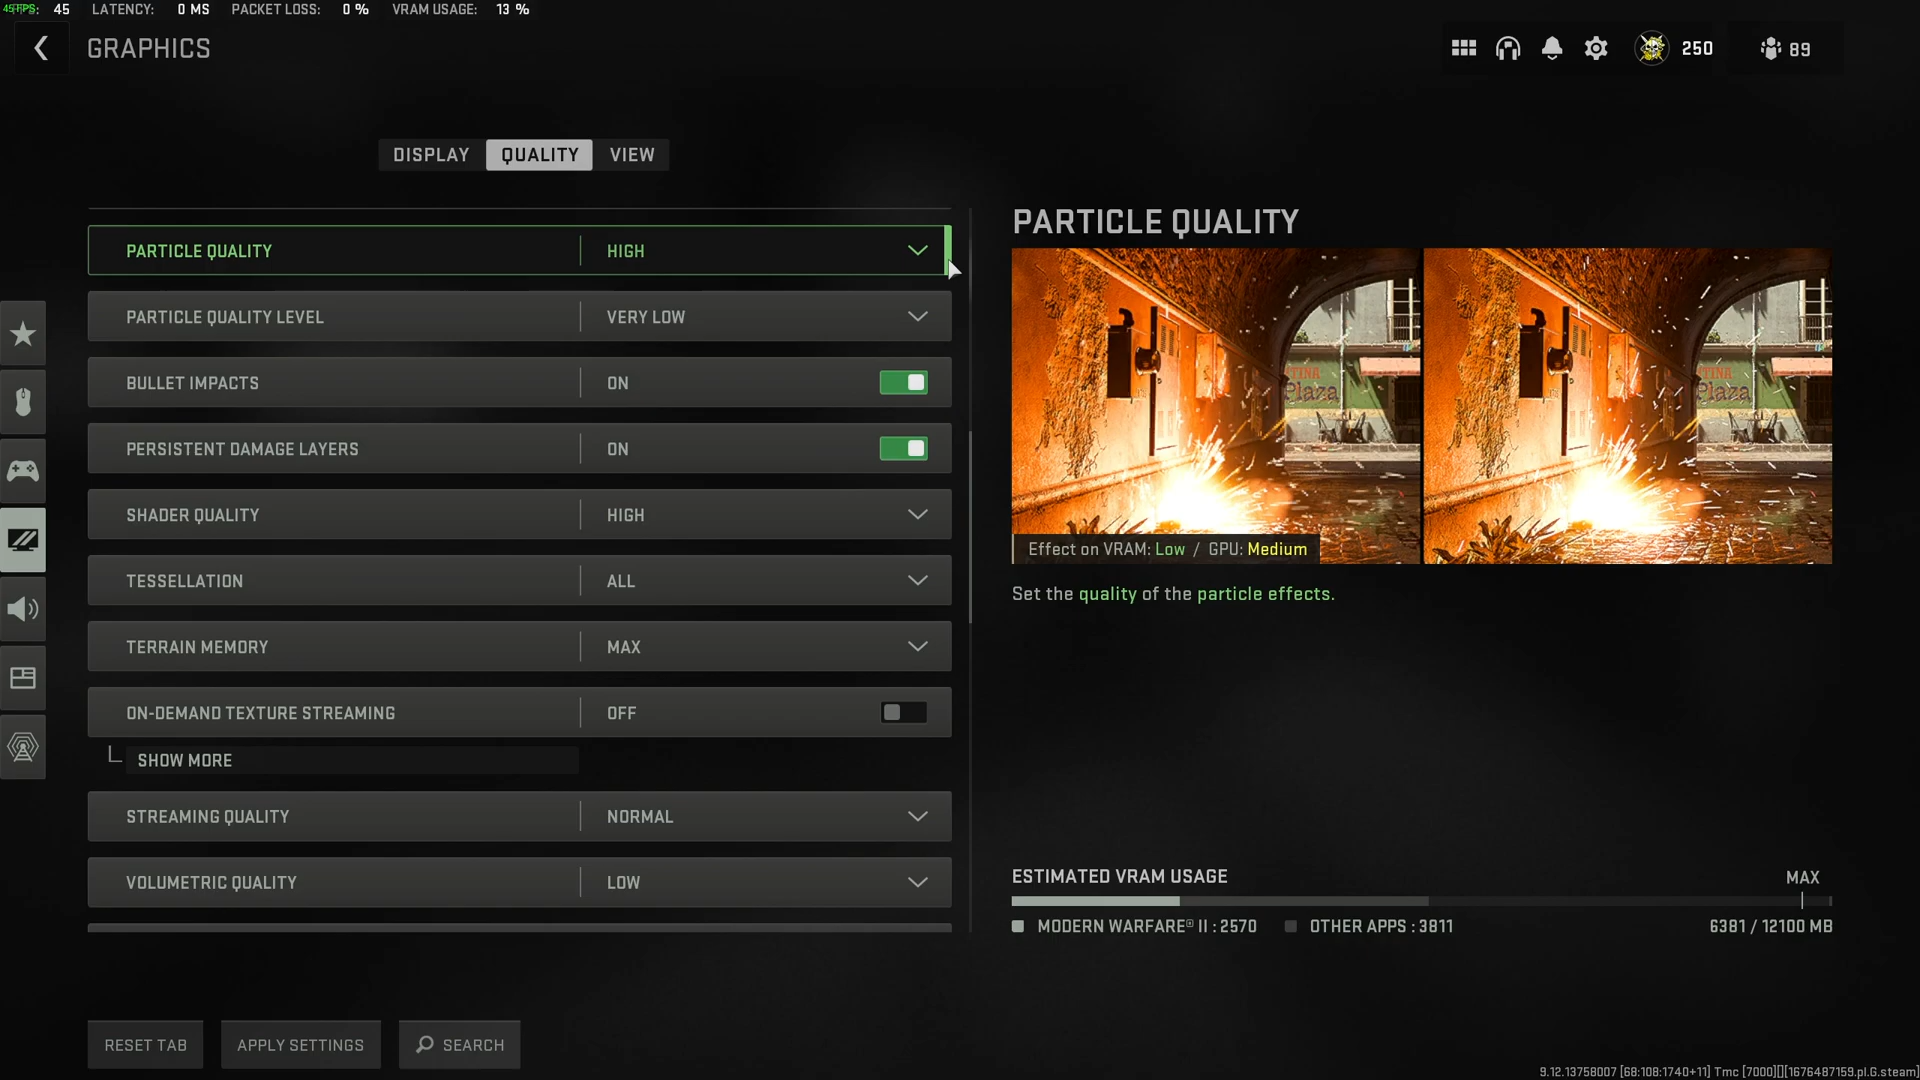 45FPS: 45 LATENCY: 0 MS PACKET LOSS: 0 % VRAM USAGE: 13 %
GRAPHICS
250
89
DISPLAY QUALITY VIEW
PARTICLE QUALITY HIGH
PARTICLE QUALITY LEVEL VERY LOW
BULLET IMPACTS ON
PERSISTENT DAMAGE LAYERS ON
SHADER QUALITY HIGH
TESSELLATION ALL
TERRAIN MEMORY MAX
ON-DEMAND TEXTURE STREAMING OFF
SHOW MORE
STREAMING QUALITY NORMAL
VOLUMETRIC QUALITY LOW
PARTICLE QUALITY
TINA
Plaza
TINA
Plaza
Effect on VRAM: Low / GPU: Medium
Set the quality of the particle effects.
ESTIMATED VRAM USAGE
MAX
MODERN WARFARE® II : 2570 OTHER APPS : 3811 6381 / 12100 MB
RESET TAB APPLY SETTINGS SEARCH
9.12.13758007 [68:108:1740+11] Tmc [7000][][1676487159.pl.G.steam]